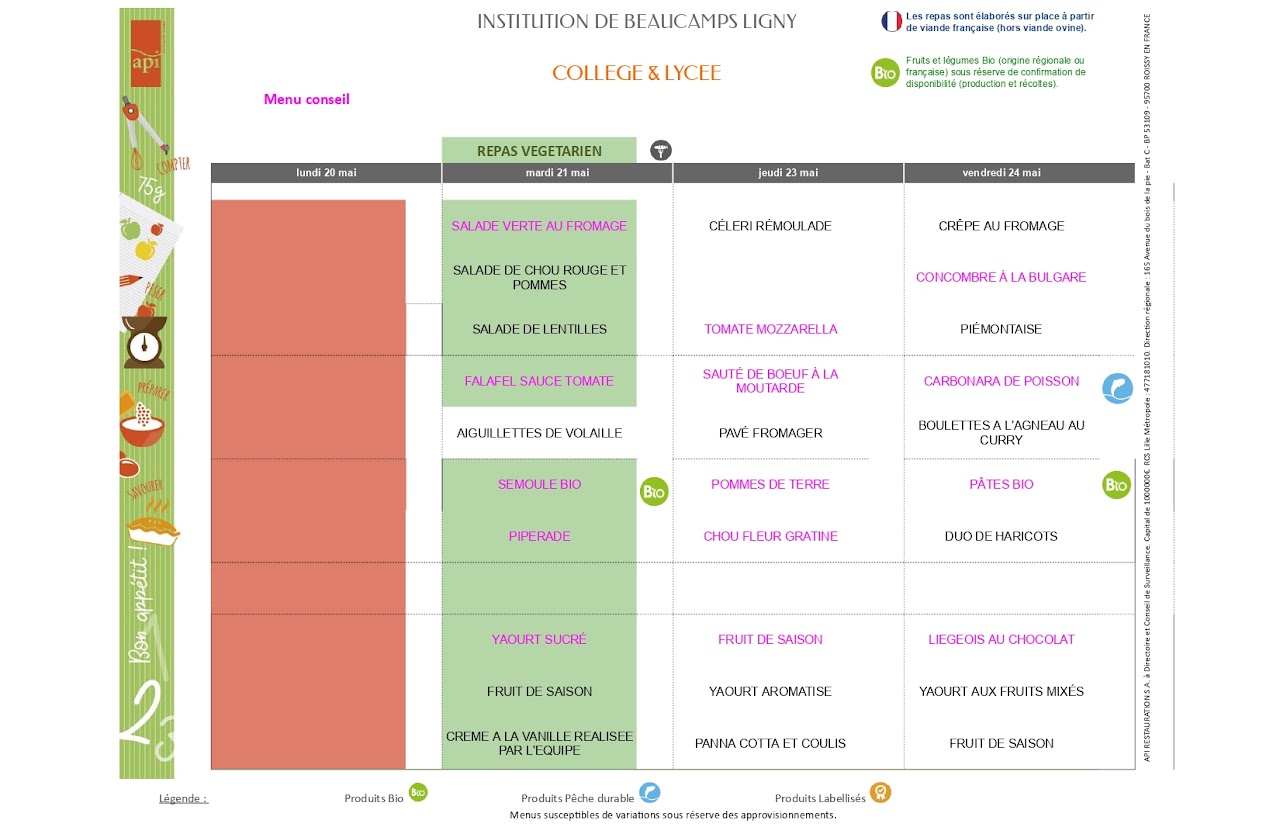 INSTITUTION DE BEAUCAMPS LIGNY
Les repas sont élaborés sur place à partir
de viande française (hors viande ovine).
api
COLLEGE & LYCEE
Bio
Fruits et légumes Bio (origine régionale ou
française) sous réserve de confirmation de
disponibilité (production et récoltes).
Menu conseil
COMPTER
75g
PESER
PRÉPARER
SAVOURER
Bon appétit !
2
3
REPAS VEGETARIEN
lundi 20 mai
mardi 21 mai
jeudi 23 mai
vendredi 24 mai
SALADE VERTE AU FROMAGE
CÉLERI RÉMOULADE
CRÊPE AU FROMAGE
SALADE DE CHOU ROUGE ET
POMMES
CONCOMBRE À LA BULGARE
SALADE DE LENTILLES
TOMATE MOZZARELLA
PIÉMONTAISE
FALAFEL SAUCE TOMATE
SAUTÉ DE BOEUF À LA
MOUTARDE
CARBONARA DE POISSON
AIGUILLETTES DE VOLAILLE
PAVÉ FROMAGER
BOULETTES A L'AGNEAU AU
CURRY
SEMOULE BIO
Bio
POMMES DE TERRE
PÂTES BIO
Bio
PIPERADE
CHOU FLEUR GRATINE
DUO DE HARICOTS
YAOURT SUCRÉ
FRUIT DE SAISON
LIEGEOIS AU CHOCOLAT
FRUIT DE SAISON
YAOURT AROMATISE
YAOURT AUX FRUITS MIXÉS
CREME A LA VANILLE REALISEE
PAR L'EQUIPE
PANNA COTTA ET COULIS
FRUIT DE SAISON
API RESTAURATION S.A. à Directoire et Conseil de Surveillance. Capital de 1000000€. RCS Lille Métropole : 477181010. Direction régionale : 165 Avenue du bois de la pie - Bat C - BP 53109 - 95700 ROISSY EN FRANCE
Légende :
Produits Bio
Bio
Produits Pêche durable
Produits Labellisés
Menus susceptibles de variations sous réserve des approvisionnements.